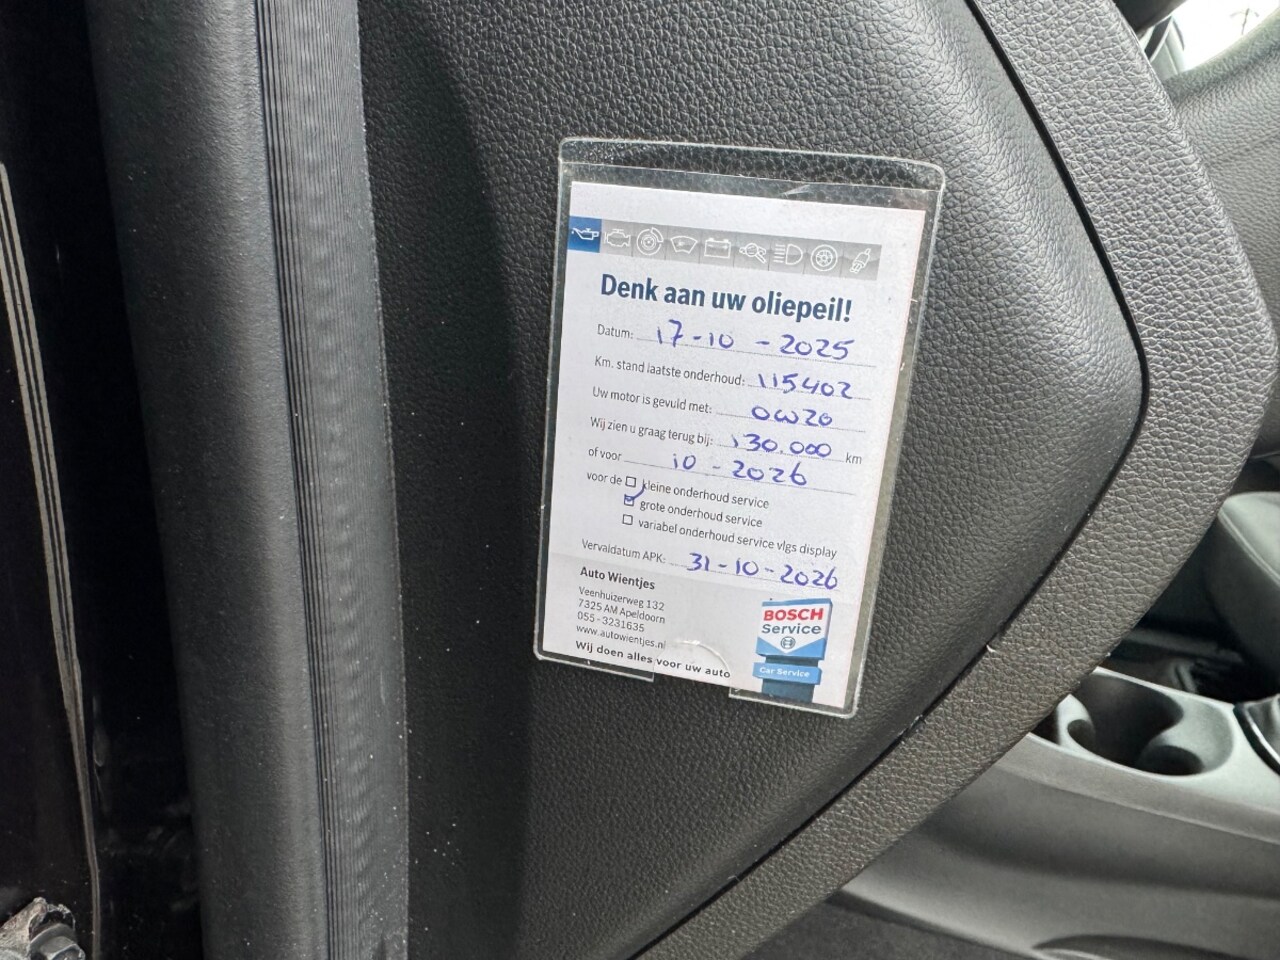 Denk aan uw oliepeil!
Datum: 17-10-2025
Km. stand laatste onderhoud: 115402
Uw motor is gevuld met: 0W20
Wij zien u graag terug bij: 130.000 km
of voor 10-2026
voor de kleine onderhoud service
grote onderhoud service
variabel onderhoud service vlgs display
Vervaldatum APK: 31-10-2026
Auto Wientjes
Veenhuizerweg 132
7325 AM Apeldoorn
055-3231635
www.autowientjes.nl
Wij doen alles voor uw auto
BOSCH
Service
Car Service